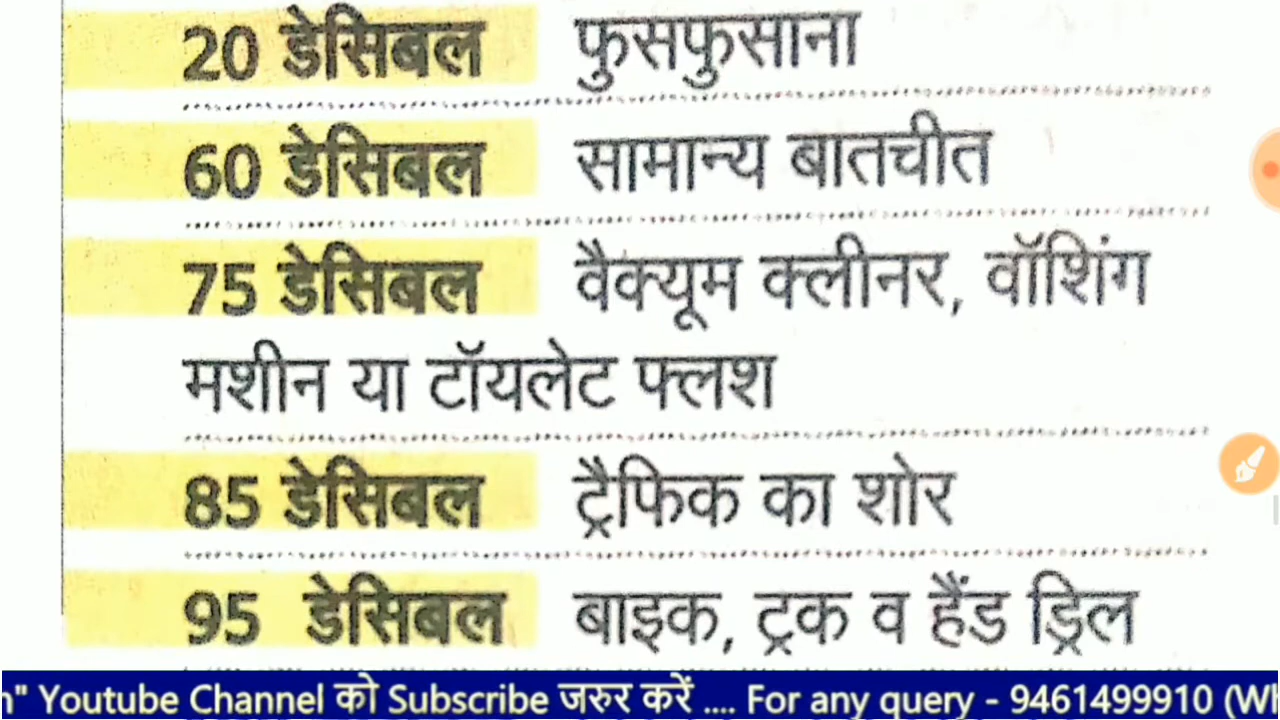 20 डेसिबल फुसफुसाना
60 डेसिबल सामान्य बातचीत
75 डेसिबल वैक्यूम क्लीनर, वॉशिंग
मशीन या टॉयलेट फ्लश
85 डेसिबल ट्रैफिक का शोर
95 डेसिबल बाइक, ट्रक व हैंड ड्रिल
" Youtube Channel को Subscribe जरुर करें .... For any query - 9461499910